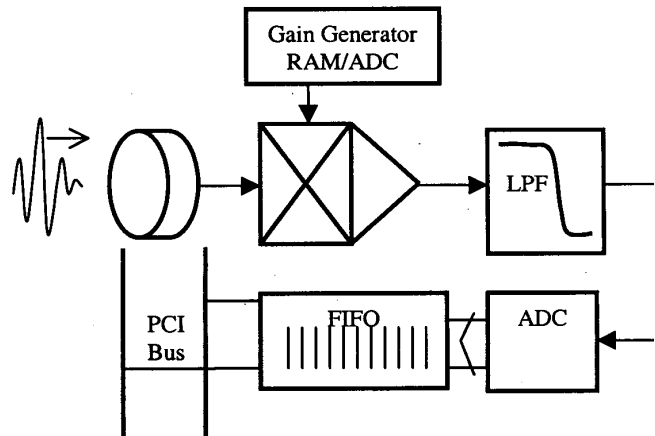 Gain Generator
RAM/ADC
LPF
PCI
Bus
FIFO
ADC